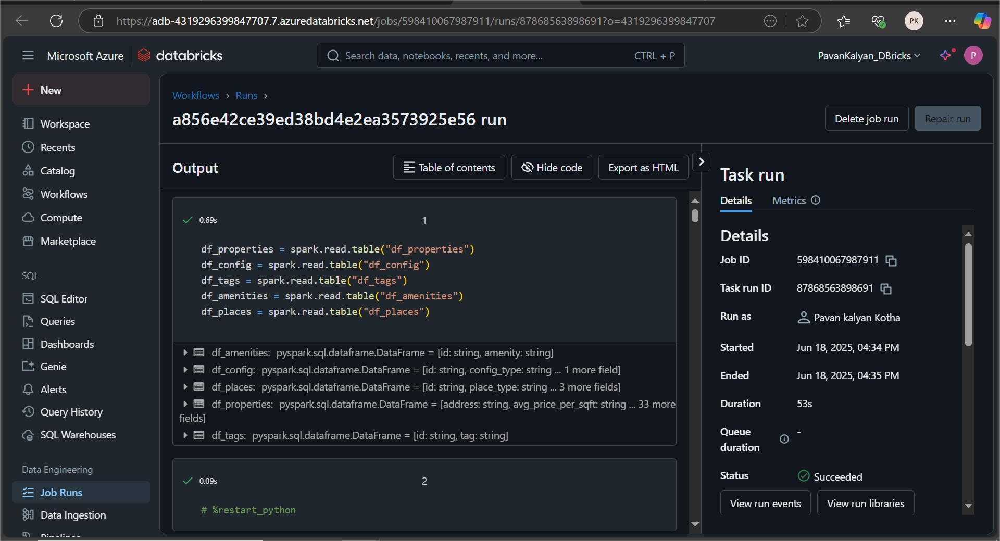 https://adb-4319296399847707.7.azuredatabricks.net/jobs/598410067987911/runs/87868563898691?o=4319296399847707
PK
Microsoft Azure
databricks
Search data, notebooks, recents, and more...
CTRL + P
PavanKalyan_DBricks
P
New
Workspace
Recents
Catalog
Workflows
Compute
Marketplace
SQL
SQL Editor
Queries
Dashboards
Genie
Alerts
Query History
SQL Warehouses
Data Engineering
Job Runs
Data Ingestion
Pipelines
Workflows > Runs >
a856e42ce39ed38bd4e2ea3573925e56 run
Delete job run
Repair run
Output
Table of contents
Hide code
Export as HTML
0.69s
1
df_properties = spark.read.table("df_properties")
df_config = spark.read.table("df_config")
df_tags = spark.read.table("df_tags")
df_amenities = spark.read.table("df_amenities")
df_places = spark.read.table("df_places")
df_amenities: pyspark.sql.dataframe.DataFrame = [id: string, amenity: string]
df_config: pyspark.sql.dataframe.DataFrame = [id: string, config_type: string ... 1 more field]
df_places: pyspark.sql.dataframe.DataFrame = [id: string, place_type: string ... 3 more fields]
df_properties: pyspark.sql.dataframe.DataFrame = [address: string, avg_price_per_sqft: string ... 33 more
fields]
df_tags: pyspark.sql.dataframe.DataFrame = [id: string, tag: string]
0.09s
2
# %restart_python
Task run
Details
Metrics
Details
Job ID 598410067987911
Task run ID 87868563898691
Run as Pavan kalyan Kotha
Started Jun 18, 2025, 04:34 PM
Ended Jun 18, 2025, 04:35 PM
Duration 53s
Queue -
duration
Status Succeeded
View run events
View run libraries